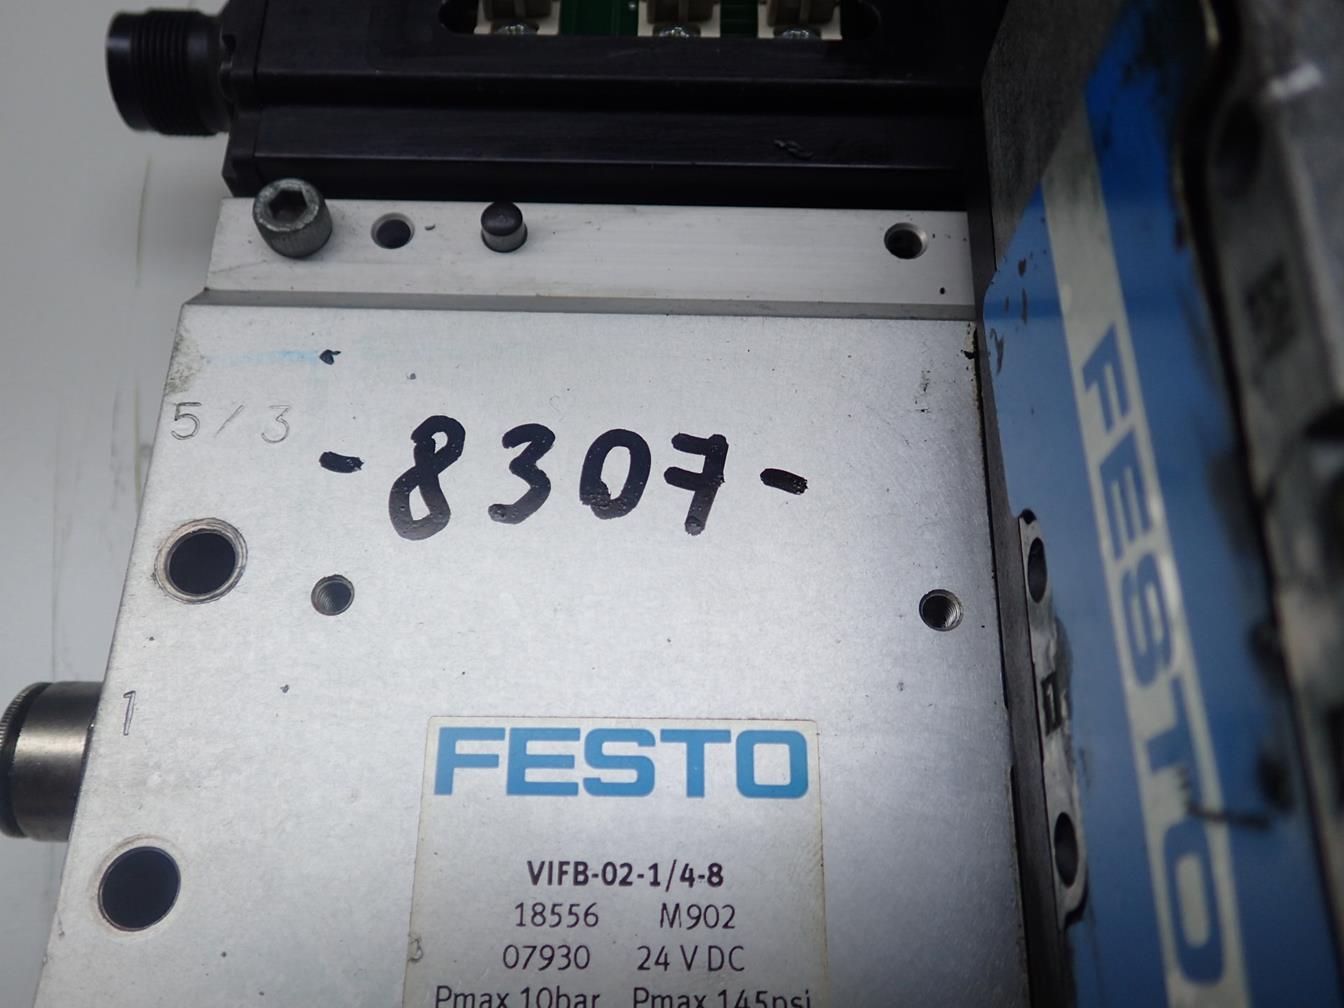 5/3
-8307-
1
FESTO
VIFB-02-1/4-8
18556 M902
07930 24 V DC
Pmax 10bar Pmax 145psi
FESTO